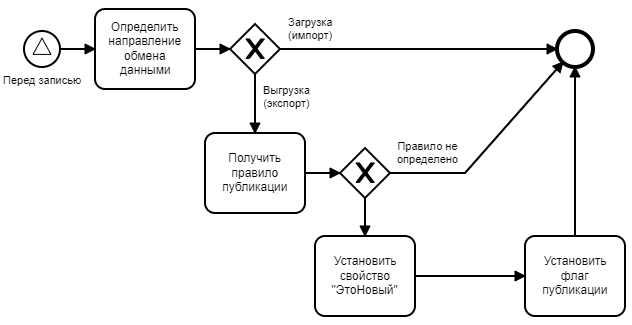 Перед записью
Определить
направление
обмена
данными
X
Загрузка
(импорт)
Выгрузка
(экспорт)
Получить
правило
публикации
X
Правило не
определено
Установить
свойство
"ЭтоНовый"
Установить
флаг
публикации